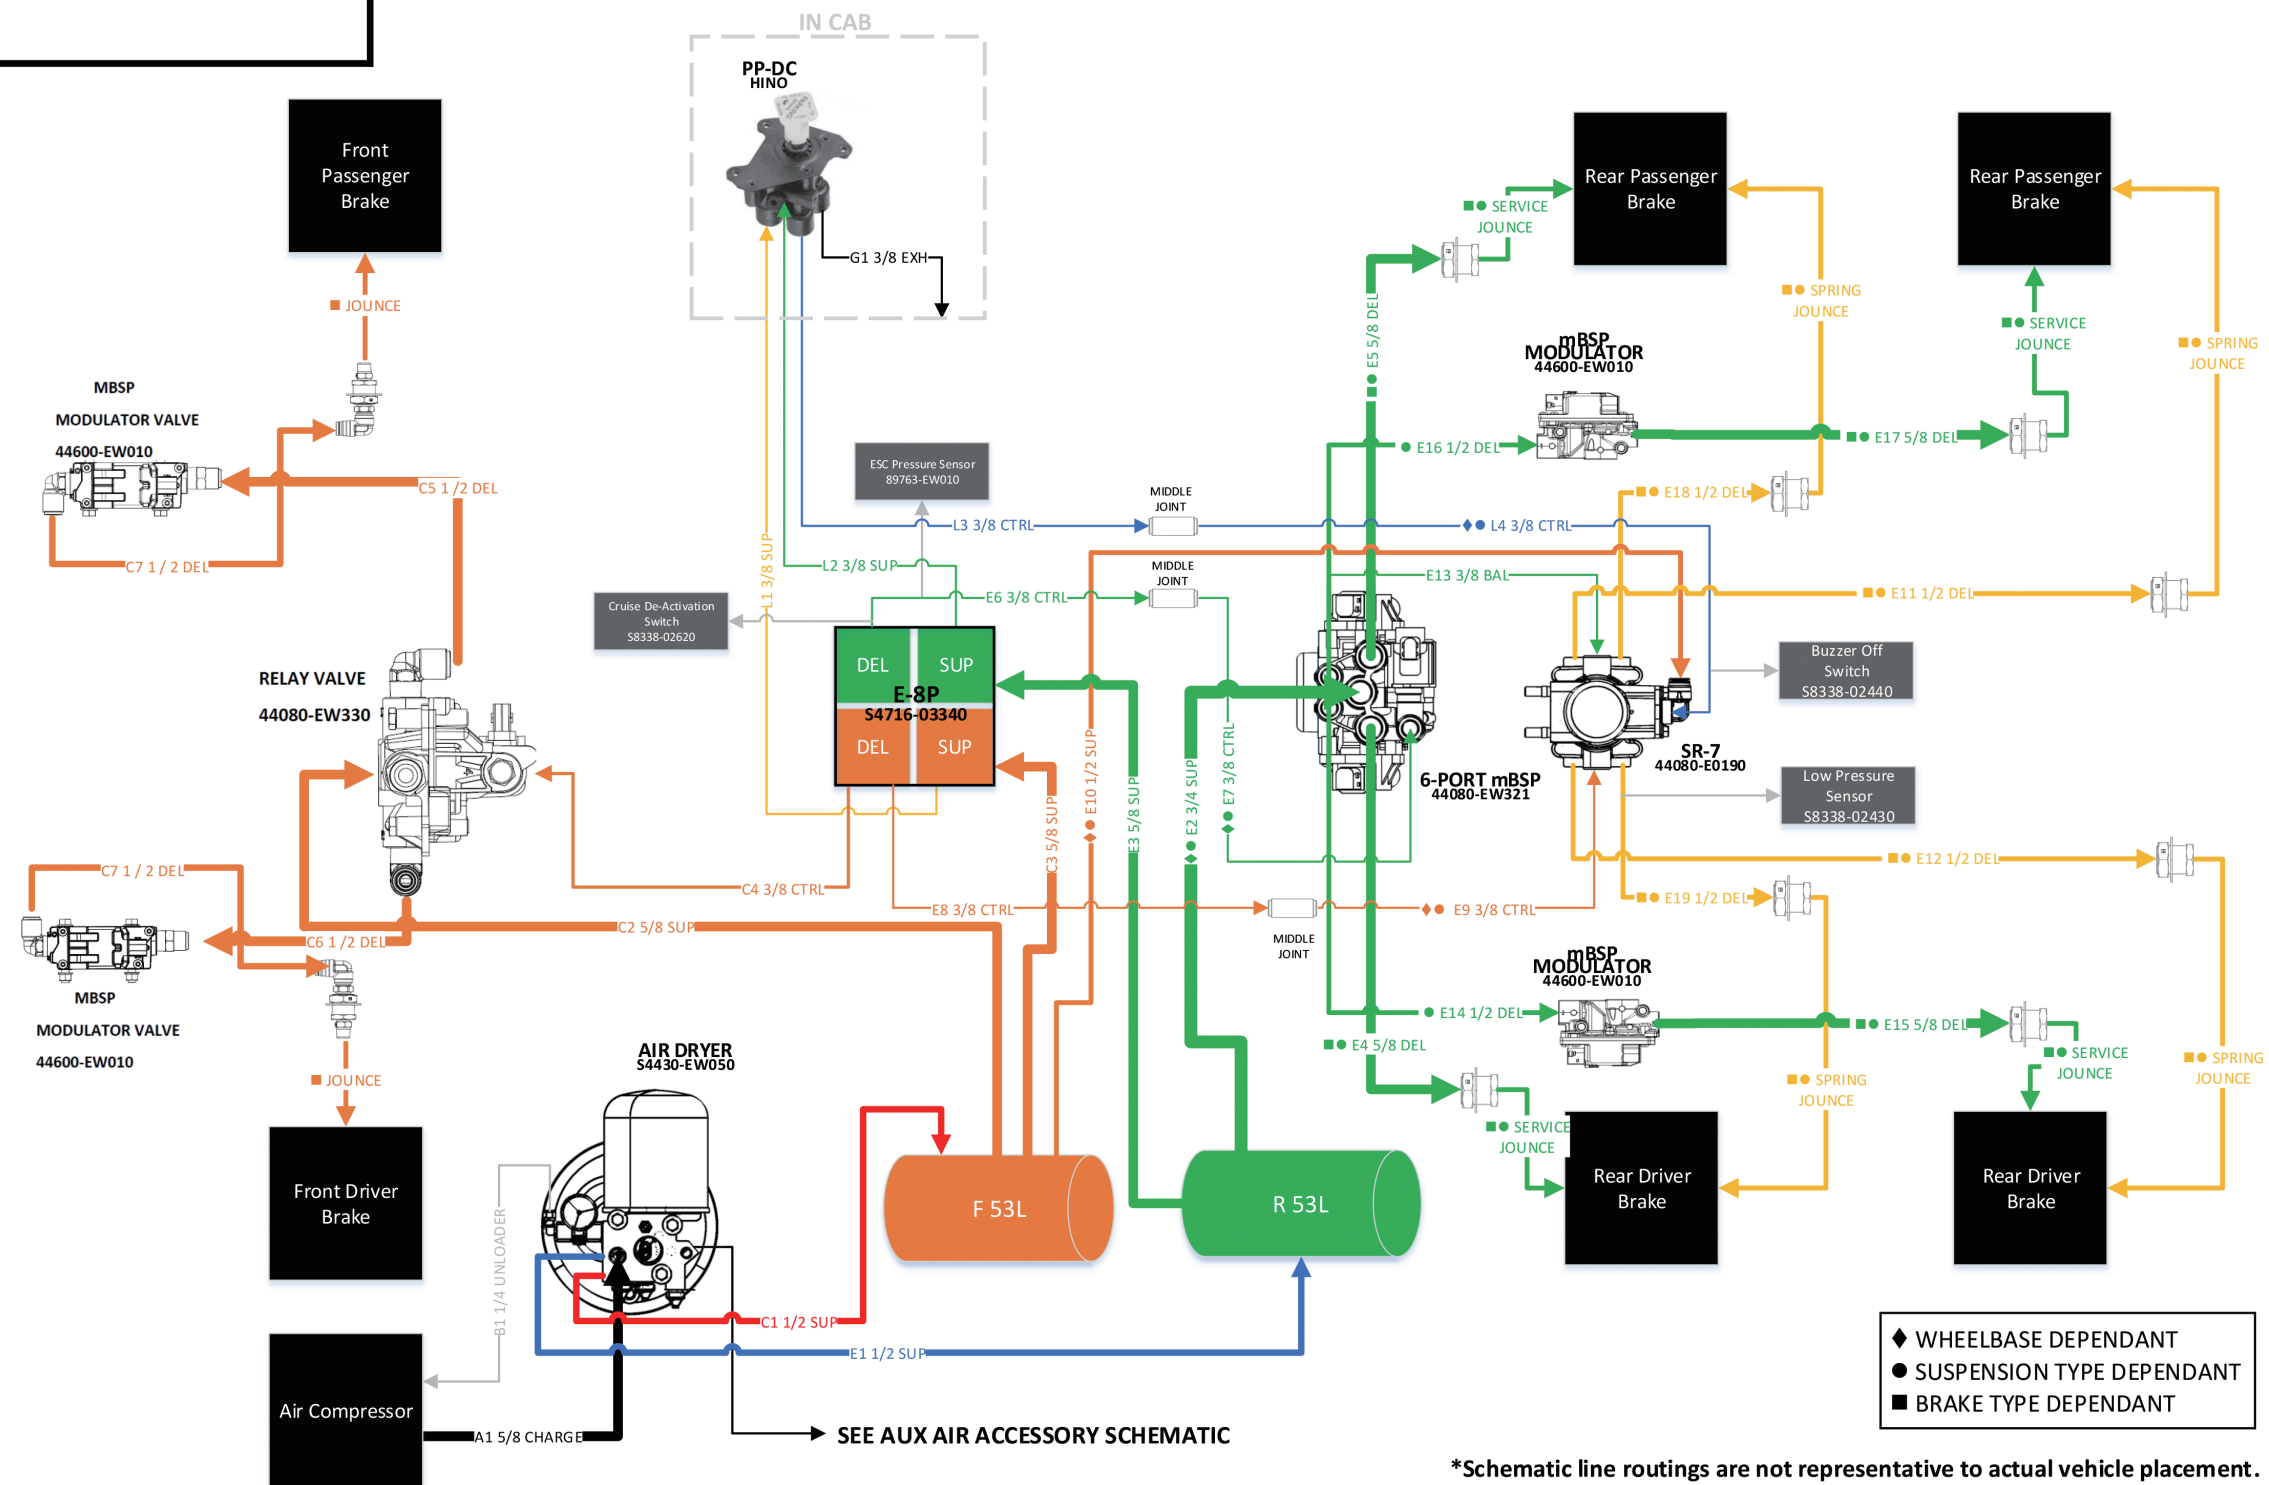 IN CAB
PP-DC
HINO
G1 3/8 EXH
Front
Passenger
Brake
JOUNCE
MBSP
MODULATOR VALVE
44600-EW010
C5 1 /2 DEL
C7 1 / 2 DEL
RELAY VALVE
44080-EW330
C7 1 / 2 DEL
C6 1 /2 DEL
MBSP
MODULATOR VALVE
44600-EW010
JOUNCE
Front Driver
Brake
Air Compressor
A1 5/8 CHARGE
B1 1/4 UNLOADER
AIR DRYER
S4430-EW050
C1 1/2 SUP
E1 1/2 SUP
SEE AUX AIR ACCESSORY SCHEMATIC
ESC Pressure Sensor
89763-EW010
Cruise De-Activation
Switch
S8338-02620
L1 3/8 SUP
L2 3/8 SUP
L3 3/8 CTRL
E6 3/8 CTRL
MIDDLE
JOINT
MIDDLE
JOINT
DEL
SUP
E-8P
S4716-03340
DEL
SUP
C4 3/8 CTRL
E8 3/8 CTRL
C2 5/8 SUP
C3 5/8 SUP
E10 1/2 SUP
E3 5/8 SUP
E2 3/4 SUP
E7 3/8 CTRL
MIDDLE
JOINT
F 53L
R 53L
E5 5/8 DEL
SERVICE
JOUNCE
Rear Passenger
Brake
Rear Passenger
Brake
SPRING
JOUNCE
SERVICE
JOUNCE
SPRING
JOUNCE
mBSP
MODULATOR
44600-EW010
E16 1/2 DEL
E17 5/8 DEL
E18 1/2 DEL
L4 3/8 CTRL
E13 3/8 BAL
E11 1/2 DEL
Buzzer Off
Switch
S8338-02440
SR-7
44080-E0190
6-PORT mBSP
44080-EW321
Low Pressure
Sensor
S8338-02430
E12 1/2 DEL
E19 1/2 DEL
E9 3/8 CTRL
mBSP
MODULATOR
44600-EW010
E14 1/2 DEL
E15 5/8 DEL
E4 5/8 DEL
SERVICE
JOUNCE
SPRING
JOUNCE
SERVICE
JOUNCE
SPRING
JOUNCE
Rear Driver
Brake
Rear Driver
Brake
WHEELBASE DEPENDANT
SUSPENSION TYPE DEPENDANT
BRAKE TYPE DEPENDANT
*Schematic line routings are not representative to actual vehicle placement.